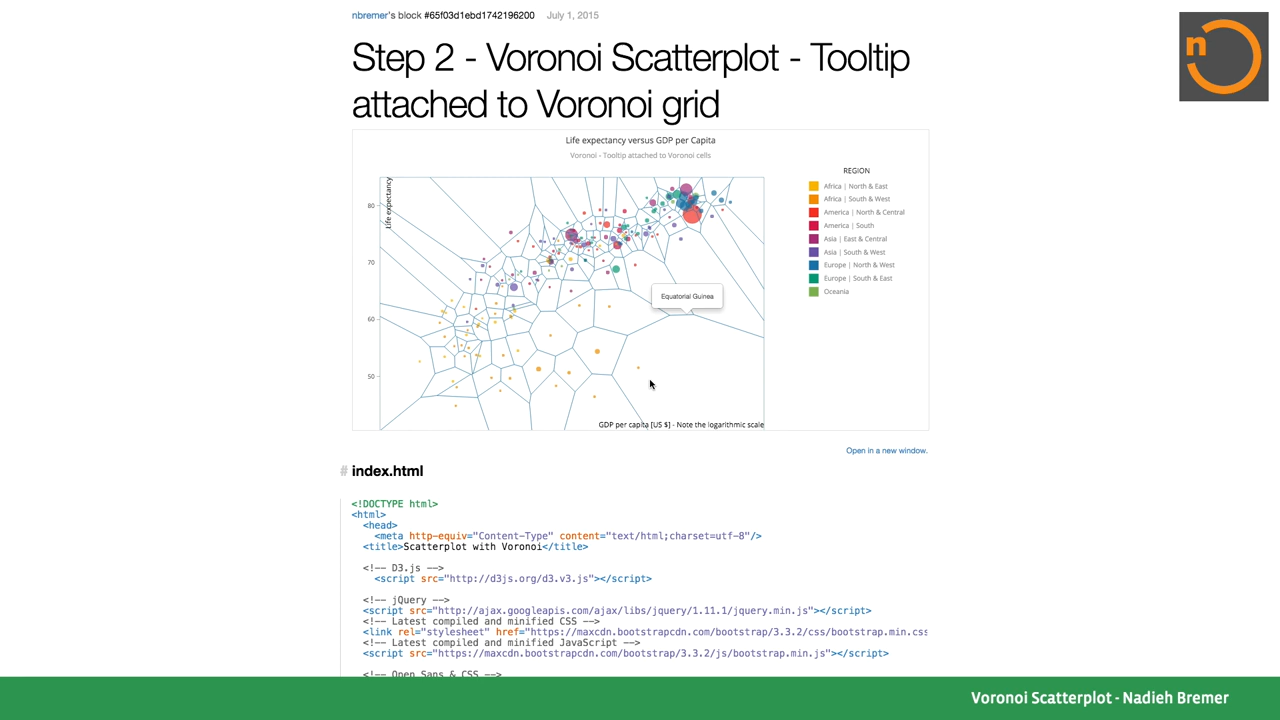 nbremer's block #65f03d1ebd1742196200 July 1, 2015
n
Step 2 - Voronoi Scatterplot - Tooltip
attached to Voronoi grid
Life expectancy versus GDP per Capita
Voronoi - Tooltip attached to Voronoi cells
Life expectancy
80
70
60
50
Equatorial Guinea
GDP per capita [US $] - Note the logarithmic scale
REGION
Africa | North & East
Africa | South & West
America | North & Central
America | South
Asia | East & Central
Asia | South & West
Europe | North & West
Europe | South & East
Oceania
Open in a new window.
# index.html
<!DOCTYPE html>
<html>
<head>
<meta http-equiv="Content-Type" content="text/html;charset=utf-8"/>
<title>Scatterplot with Voronoi</title>
<!-- D3.js -->
<script src="http://d3js.org/d3.v3.js"></script>
<!-- jQuery -->
<script src="http://ajax.googleapis.com/ajax/libs/jquery/1.11.1/jquery.min.js"></script>
<!-- Latest compiled and minified CSS -->
<link rel="stylesheet" href="https://maxcdn.bootstrapcdn.com/bootstrap/3.3.2/css/bootstrap.min.css
<!-- Latest compiled and minified JavaScript -->
<script src="https://maxcdn.bootstrapcdn.com/bootstrap/3.3.2/js/bootstrap.min.js"></script>
<!-- Open Sans & CSS -->
Voronoi Scatterplot - Nadieh Bremer